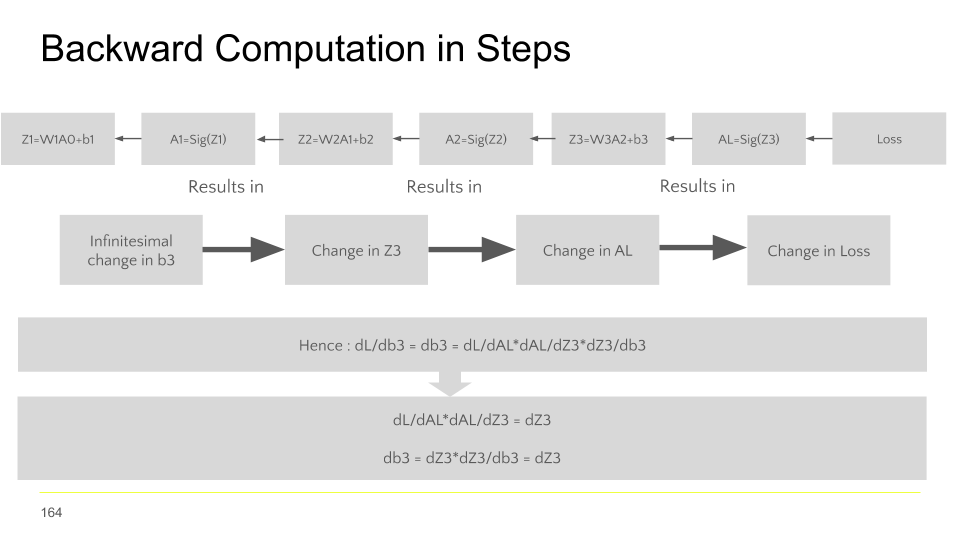 Backward Computation in Steps
Z1=W1A0+b1
A1=Sig(Z1)
Z2=W2A1+b2
A2=Sig(Z2)
Z3=W3A2+b3
AL=Sig(Z3)
Loss
Results in
Results in
Results in
Infinitesimal
change in b3
Change in Z3
Change in AL
Change in Loss
Hence : dL/db3 = db3 = dL/dAL*dAL/dZ3*dZ3/db3
dL/dAL*dAL/dZ3 = dZ3
db3 = dZ3*dZ3/db3 = dZ3
164